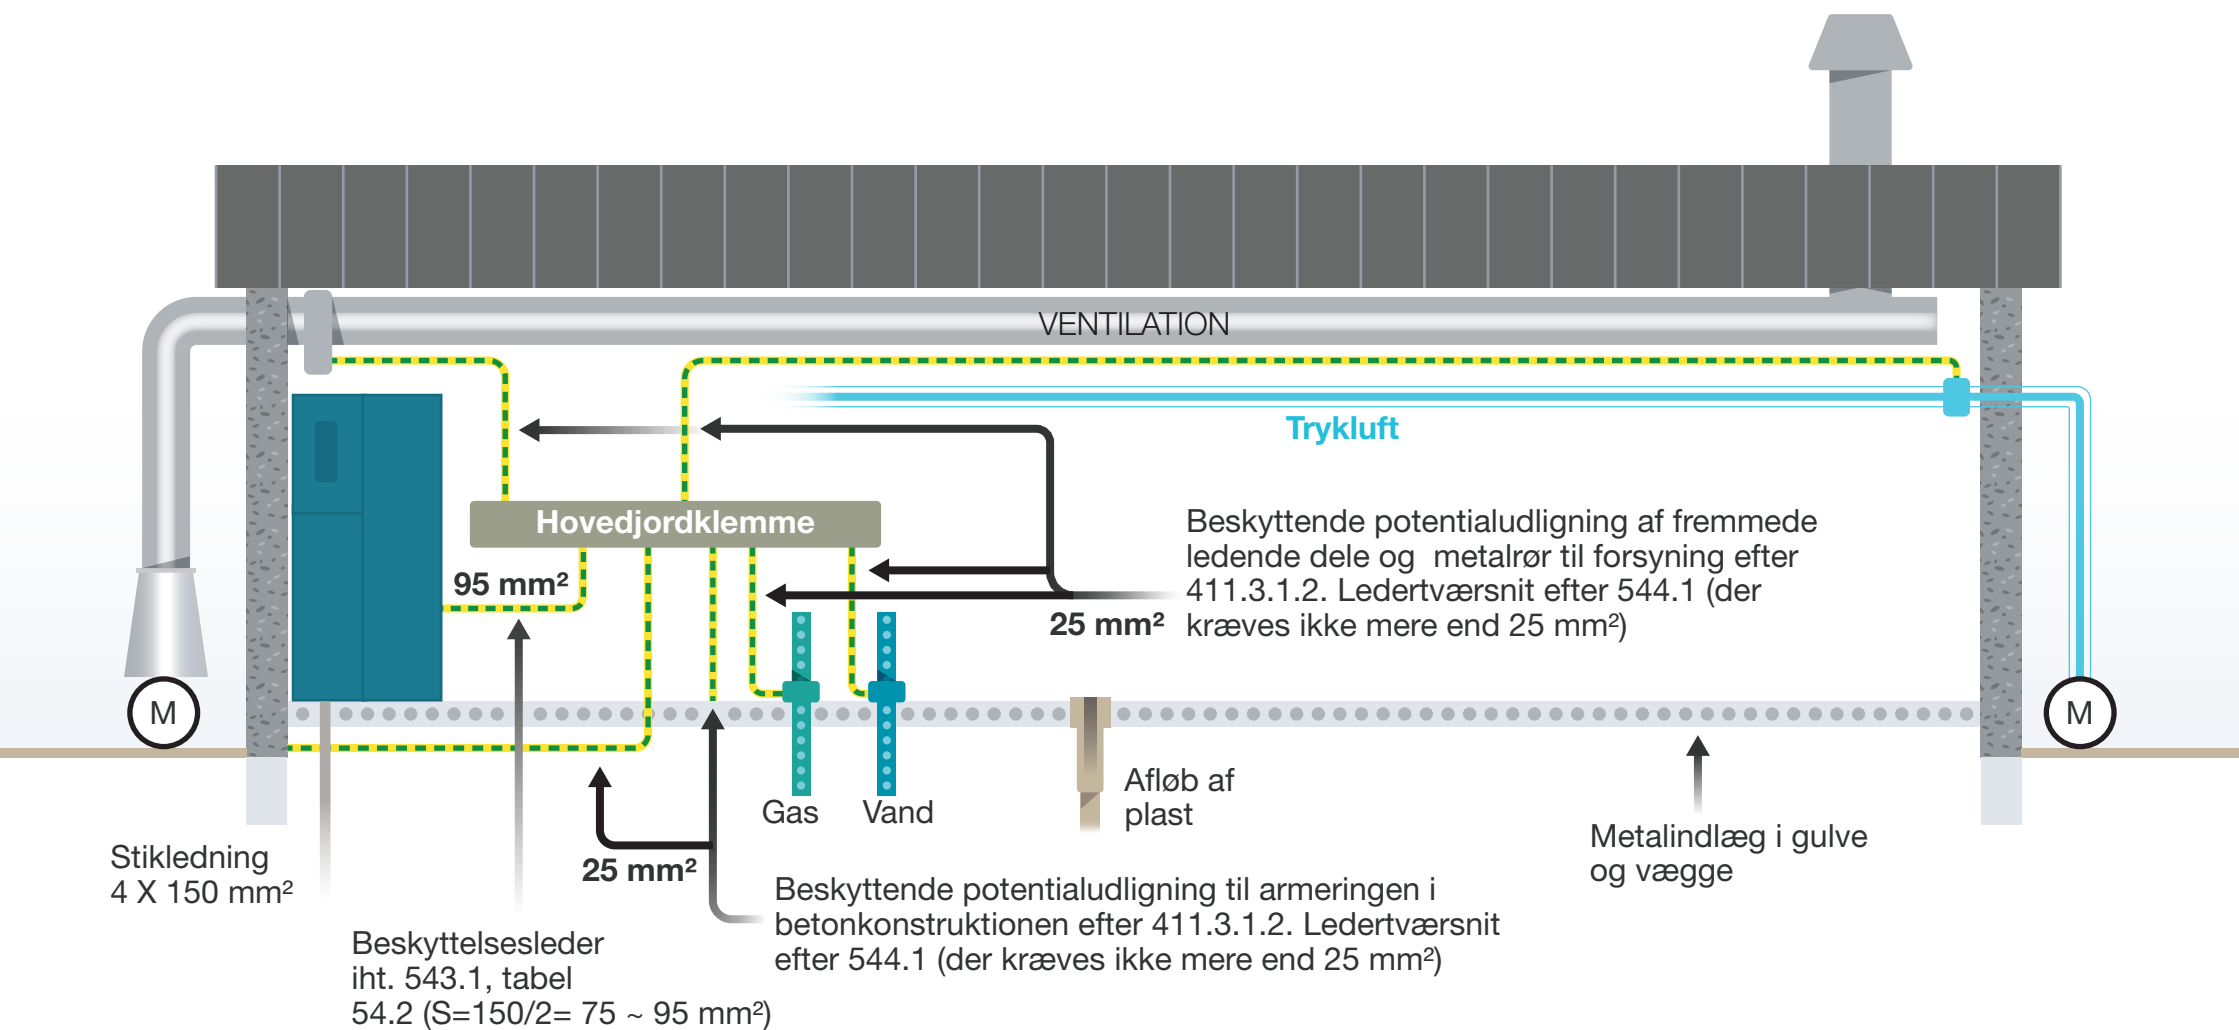 VENTILATION
Trykluft
Hovedjordklemme
95 mm²
Beskyttende potentialudligning af fremmede
ledende dele og  metalrør til forsyning efter
411.3.1.2. Ledertværsnit efter 544.1 (der
kræves ikke mere end 25 mm²)
25 mm²
M
M
Gas
Vand
Afløb af
plast
Metalindlæg i gulve
og vægge
Stikledning
4 X 150 mm²
25 mm²
Beskyttende potentialudligning til armeringen i
betonkonstruktionen efter 411.3.1.2. Ledertværsnit
efter 544.1 (der kræves ikke mere end 25 mm²)
Beskyttelsesleder
iht. 543.1, tabel
54.2 (S=150/2= 75 ~ 95 mm²)